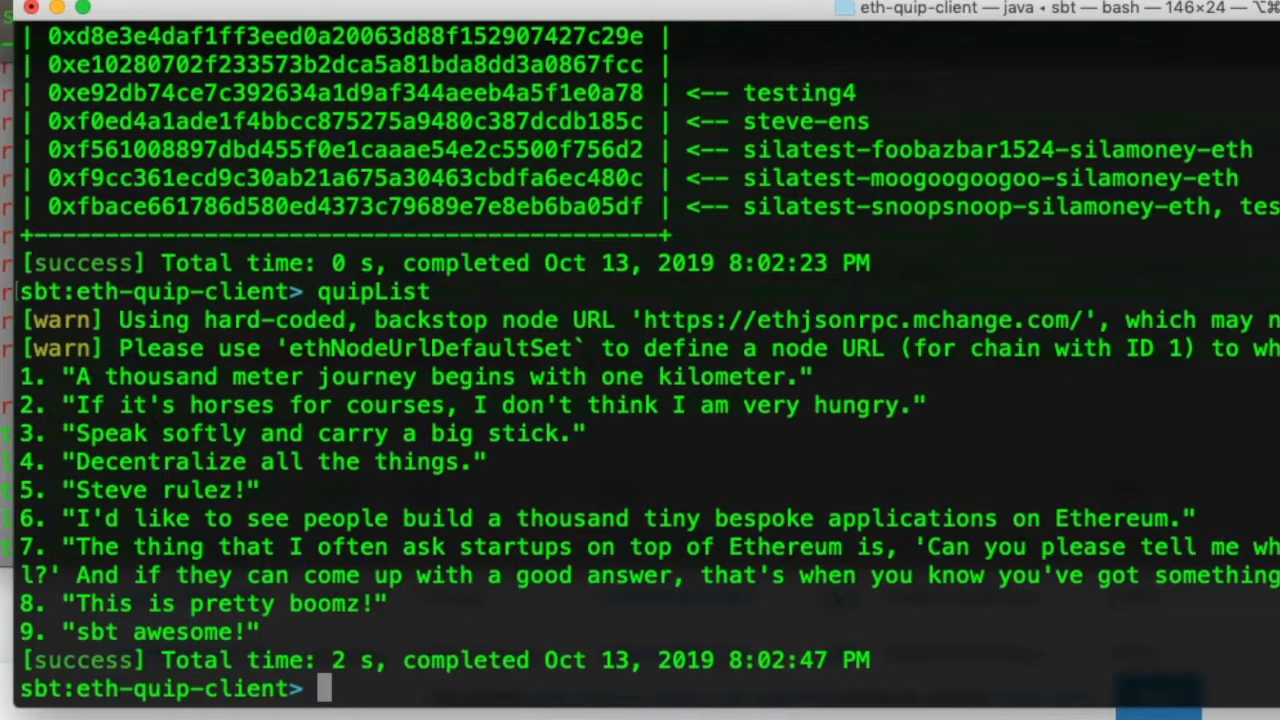 eth-quip-client — java ◂ sbt — bash — 146×24 —
| 0xd8e3e4daf1ff3eed0a20063d88f152907427c29e |
| 0xe10280702f233573b2dca5a81bda8dd3a0867fcc |
| 0xe92db74ce7c392634a1d9af344aeeb4a5f1e0a78 | <-- testing4
| 0xf0ed4a1ade1f4bbcc875275a9480c387dcdb185c | <-- steve-ens
| 0xf561008897dbd455f0e1caaae54e2c5500f756d2 | <-- silatest-foobazbar1524-silamoney-eth
| 0xf9cc361ecd9c30ab21a675a30463cbdfa6ec480c | <-- silatest-moogoogoogoo-silamoney-eth
| 0xfbace661786d580ed4373c79689e7e8eb6ba05df | <-- silatest-snoopsnoop-silamoney-eth, tes
+--------------------------------------------+
[success] Total time: 0 s, completed Oct 13, 2019 8:02:23 PM
sbt:eth-quip-client> quipList
[warn] Using hard-coded, backstop node URL 'https://ethjsonrpc.mchange.com/', which may n
[warn] Please use 'ethNodeUrlDefaultSet` to define a node URL (for chain with ID 1) to wh
1. "A thousand meter journey begins with one kilometer."
2. "If it's horses for courses, I don't think I am very hungry."
3. "Speak softly and carry a big stick."
4. "Decentralize all the things."
5. "Steve rulez!"
6. "I'd like to see people build a thousand tiny bespoke applications on Ethereum."
7. "The thing that I often ask startups on top of Ethereum is, 'Can you please tell me wh
l?' And if they can come up with a good answer, that's when you know you've got something
8. "This is pretty boomz!"
9. "sbt awesome!"
[success] Total time: 2 s, completed Oct 13, 2019 8:02:47 PM
sbt:eth-quip-client>